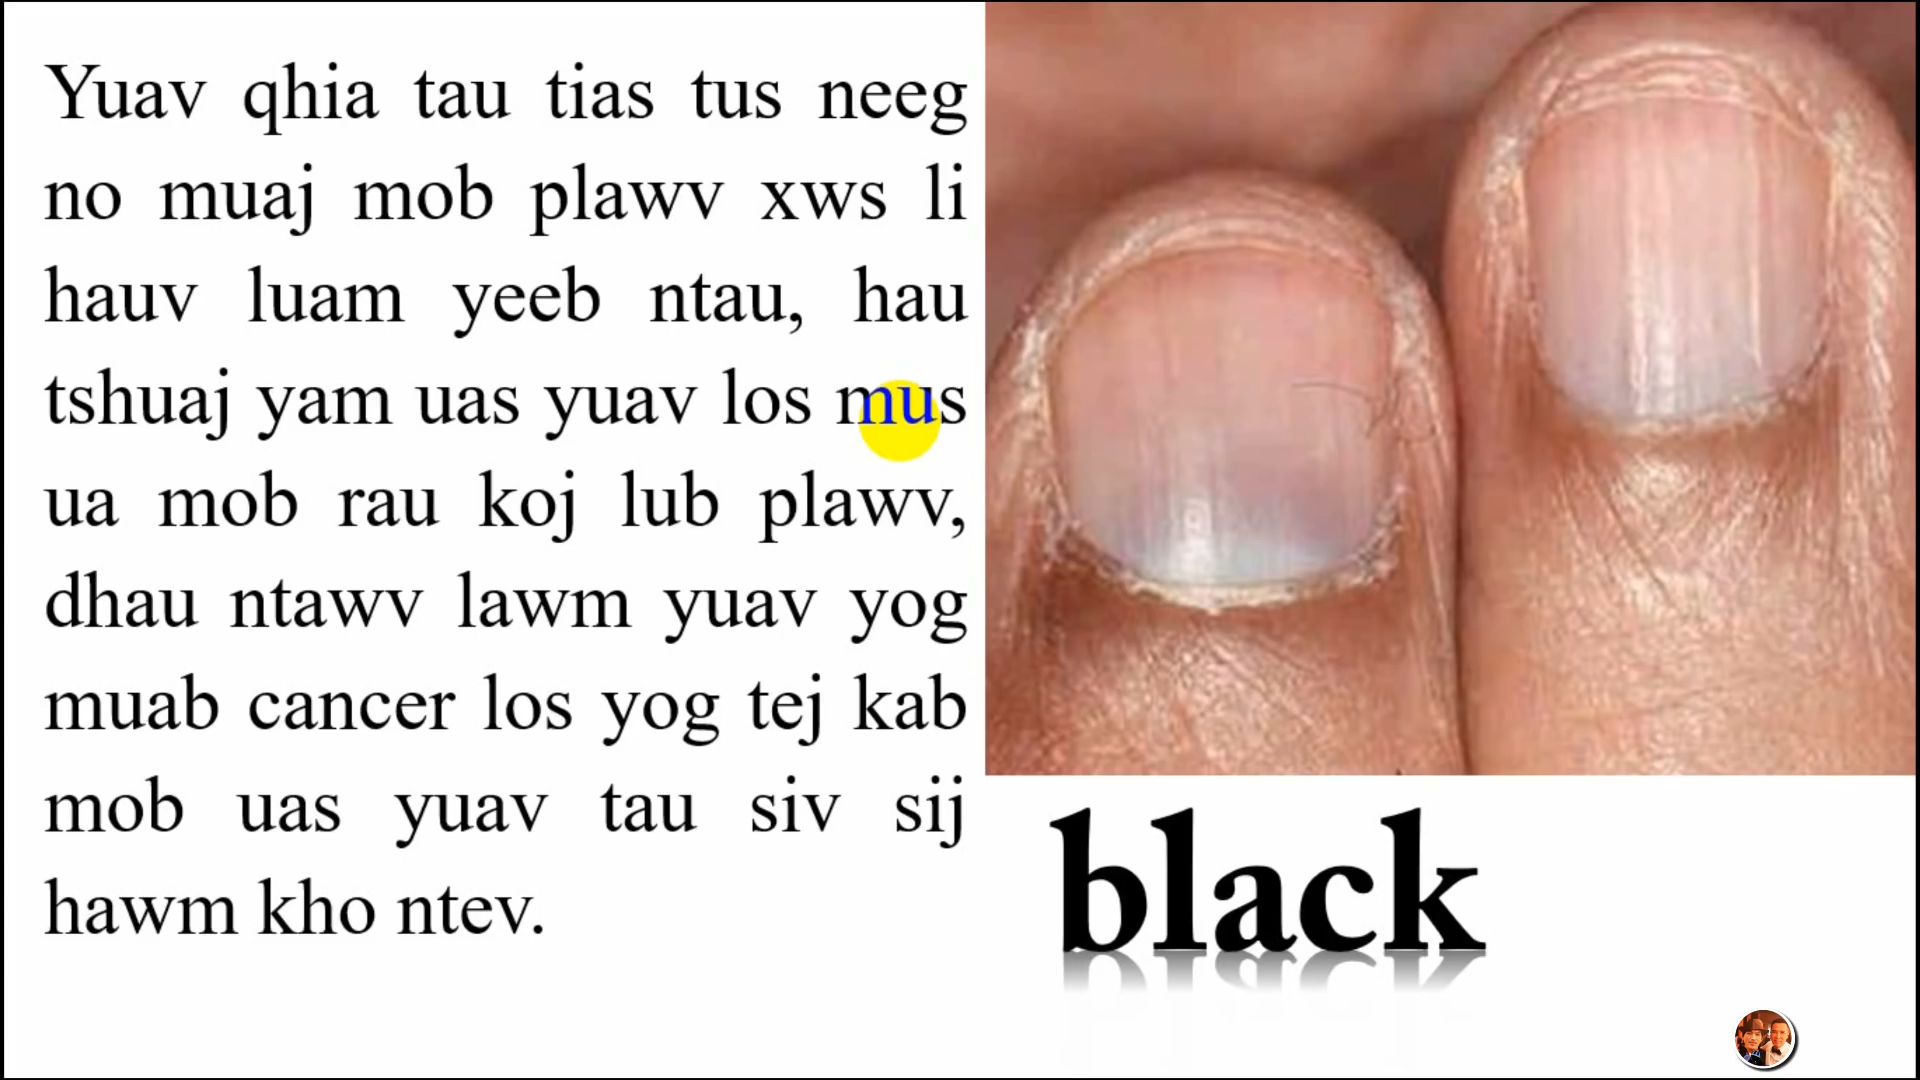 Yuav qhia tau tias tus neeg
no muaj mob plawv xws li
hauv luam yeeb ntau, hau
tshuaj yam uas yuav los mus
ua mob rau koj lub plawv,
dhau ntawv lawm yuav yog
muab cancer los yog tej kab
mob uas yuav tau siv sij
hawm kho ntev.
black